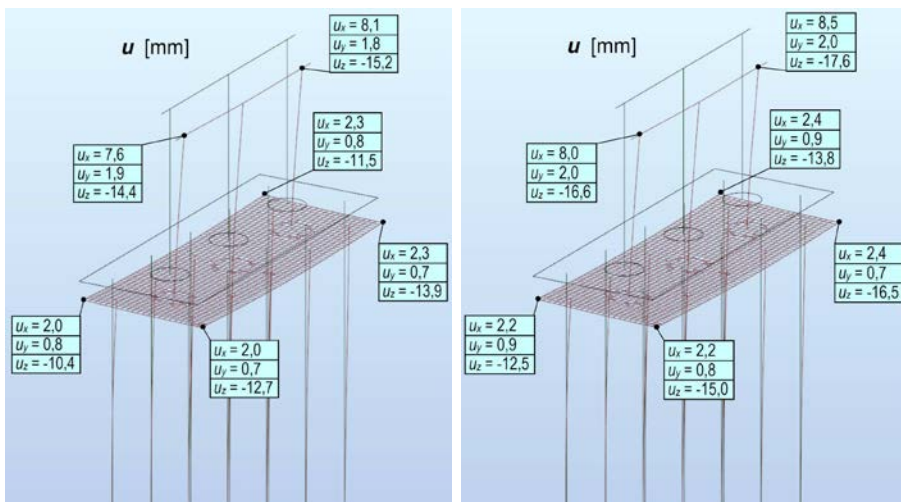 u [mm]
ux = 8,1
uy = 1,8
uz = -15,2
ux = 2,3
uy = 0,8
uz = -11,5
ux = 7,6
uy = 1,9
uz = -14,4
ux = 2,3
uy = 0,7
uz = -13,9
ux = 2,0
uy = 0,8
uz = -10,4
ux = 2,0
uy = 0,7
uz = -12,7
u [mm]
ux = 8,5
uy = 2,0
uz = -17,6
ux = 2,4
uy = 0,9
uz = -13,8
ux = 8,0
uy = 2,0
uz = -16,6
ux = 2,4
uy = 0,7
uz = -16,5
ux = 2,2
uy = 0,9
uz = -12,5
ux = 2,2
uy = 0,8
uz = -15,0